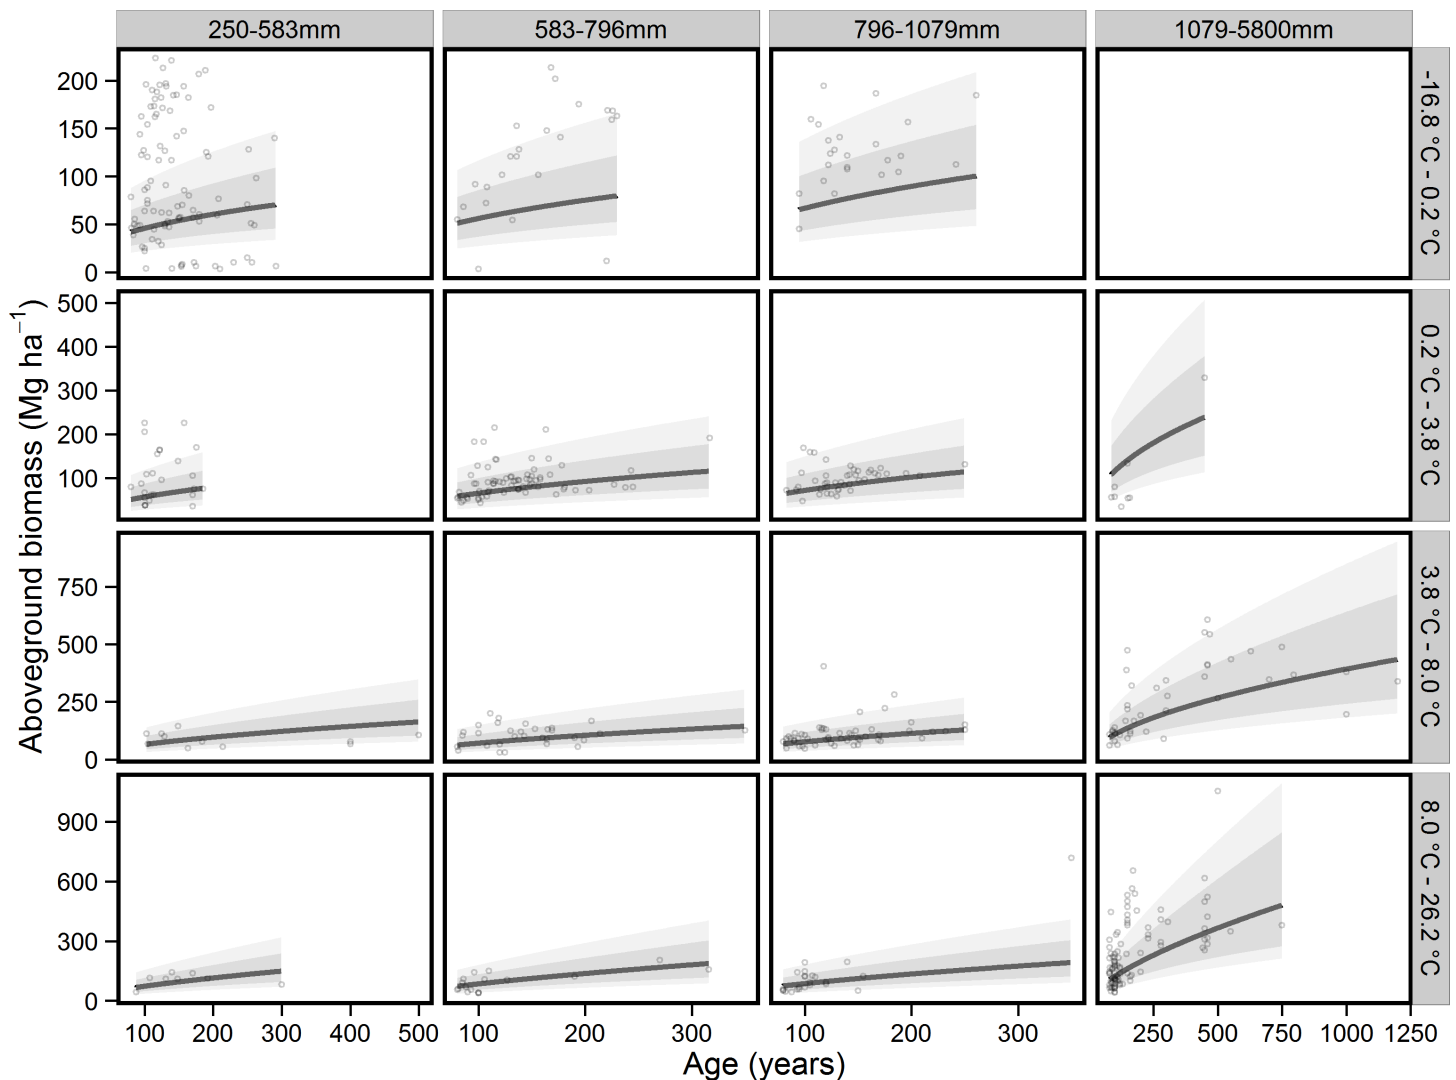 250-583mm 583-796mm 796-1079mm 1079-5800mm
200
150
100
50
0
-16.8 °C - 0.2 °C
500
400
300
200
100
0.2 °C - 3.8 °C
750
500
250
0
3.8 °C - 8.0 °C
900
600
300
0
8.0 °C - 26.2 °C
Aboveground biomass (Mg ha⁻¹)
100 200 300 400 500 100 200 300 100 200 300 250 500 750 1000 1250
Age (years)